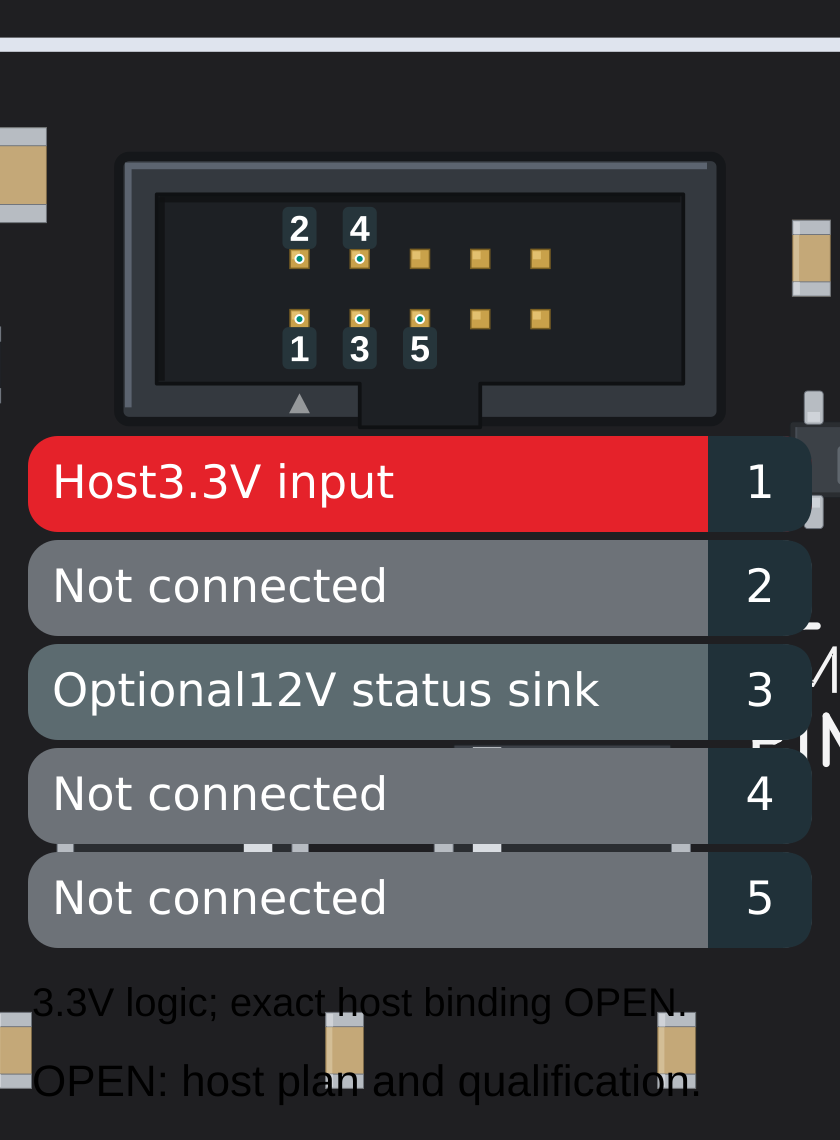 2 4
1 3 5
Host3.3V input 1
Not connected 2
Optional12V status sink 3
Not connected 4
Not connected 5
3.3V logic; exact host binding OPEN.
OPEN: host plan and qualification.